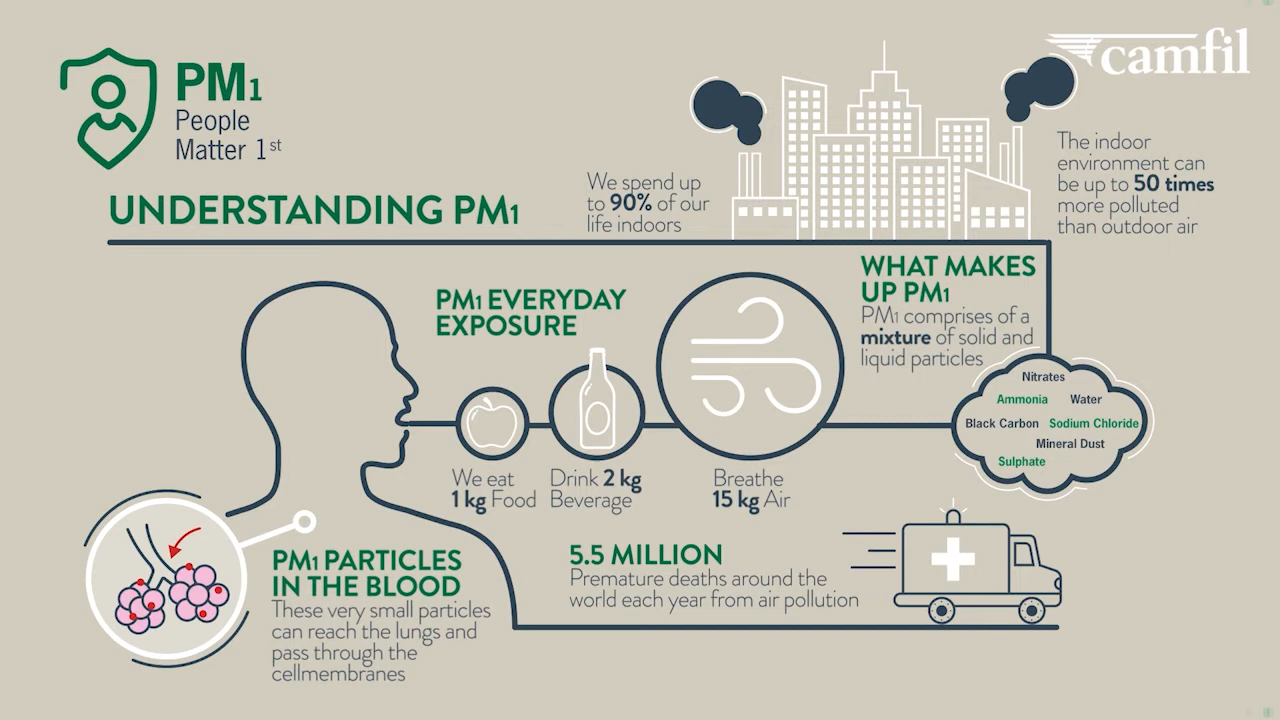 PM1
People
Matter 1st
camfil
UNDERSTANDING PM1
We spend up
to 90% of our
life indoors
The indoor
environment can
be up to 50 times
more polluted
than outdoor air
PM1 EVERYDAY
EXPOSURE
WHAT MAKES
UP PM1
PM1 comprises of a
mixture of solid and
liquid particles
Nitrates
Ammonia Water
Black Carbon Sodium Chloride
Mineral Dust
Sulphate
We eat
1 kg Food
Drink 2 kg
Beverage
Breathe
15 kg Air
PM1 PARTICLES
IN THE BLOOD
These very small particles
can reach the lungs and
pass through the
cellmembranes
5.5 MILLION
Premature deaths around the
world each year from air pollution